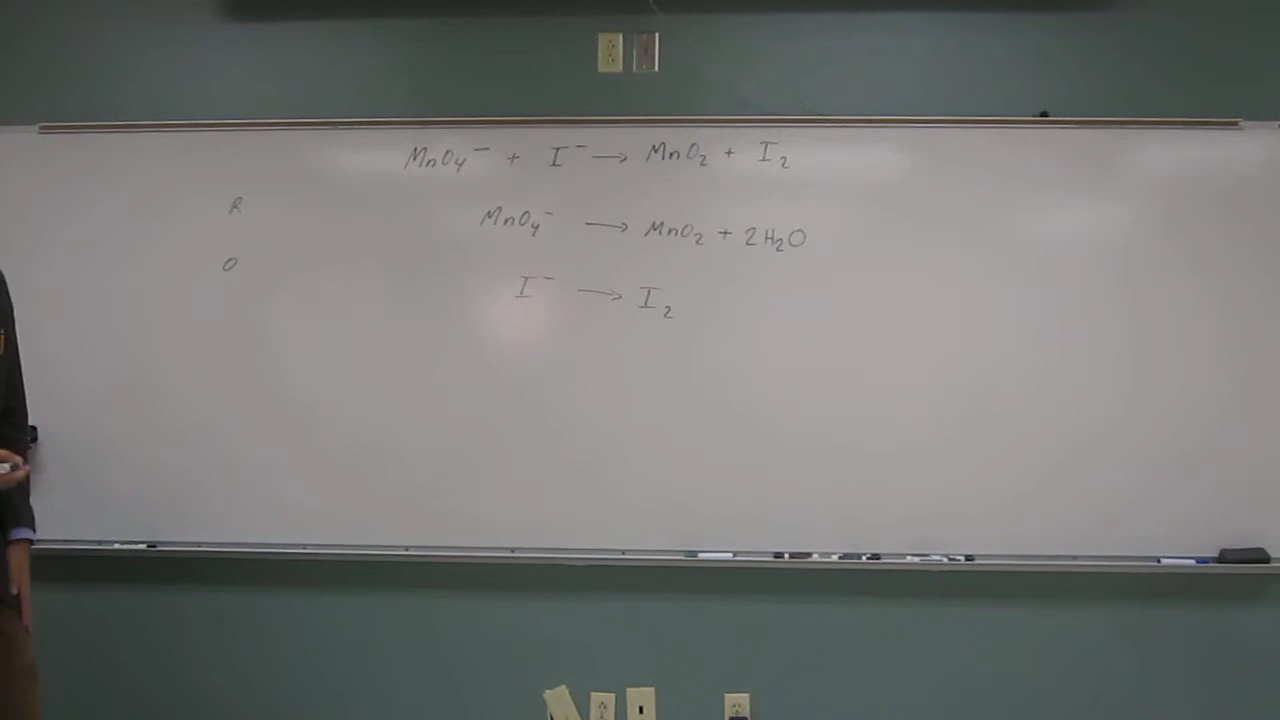 MnO₄⁻ + I⁻ → MnO₂ + I₂
R MnO₄⁻ → MnO₂ + 2H₂O
O I⁻ → I₂